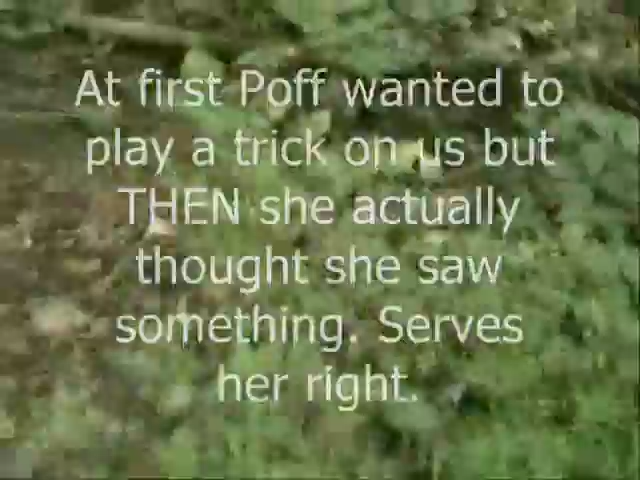 At first Poff wanted to
play a trick on us but
THEN she actually
thought she saw
something. Serves
her right.